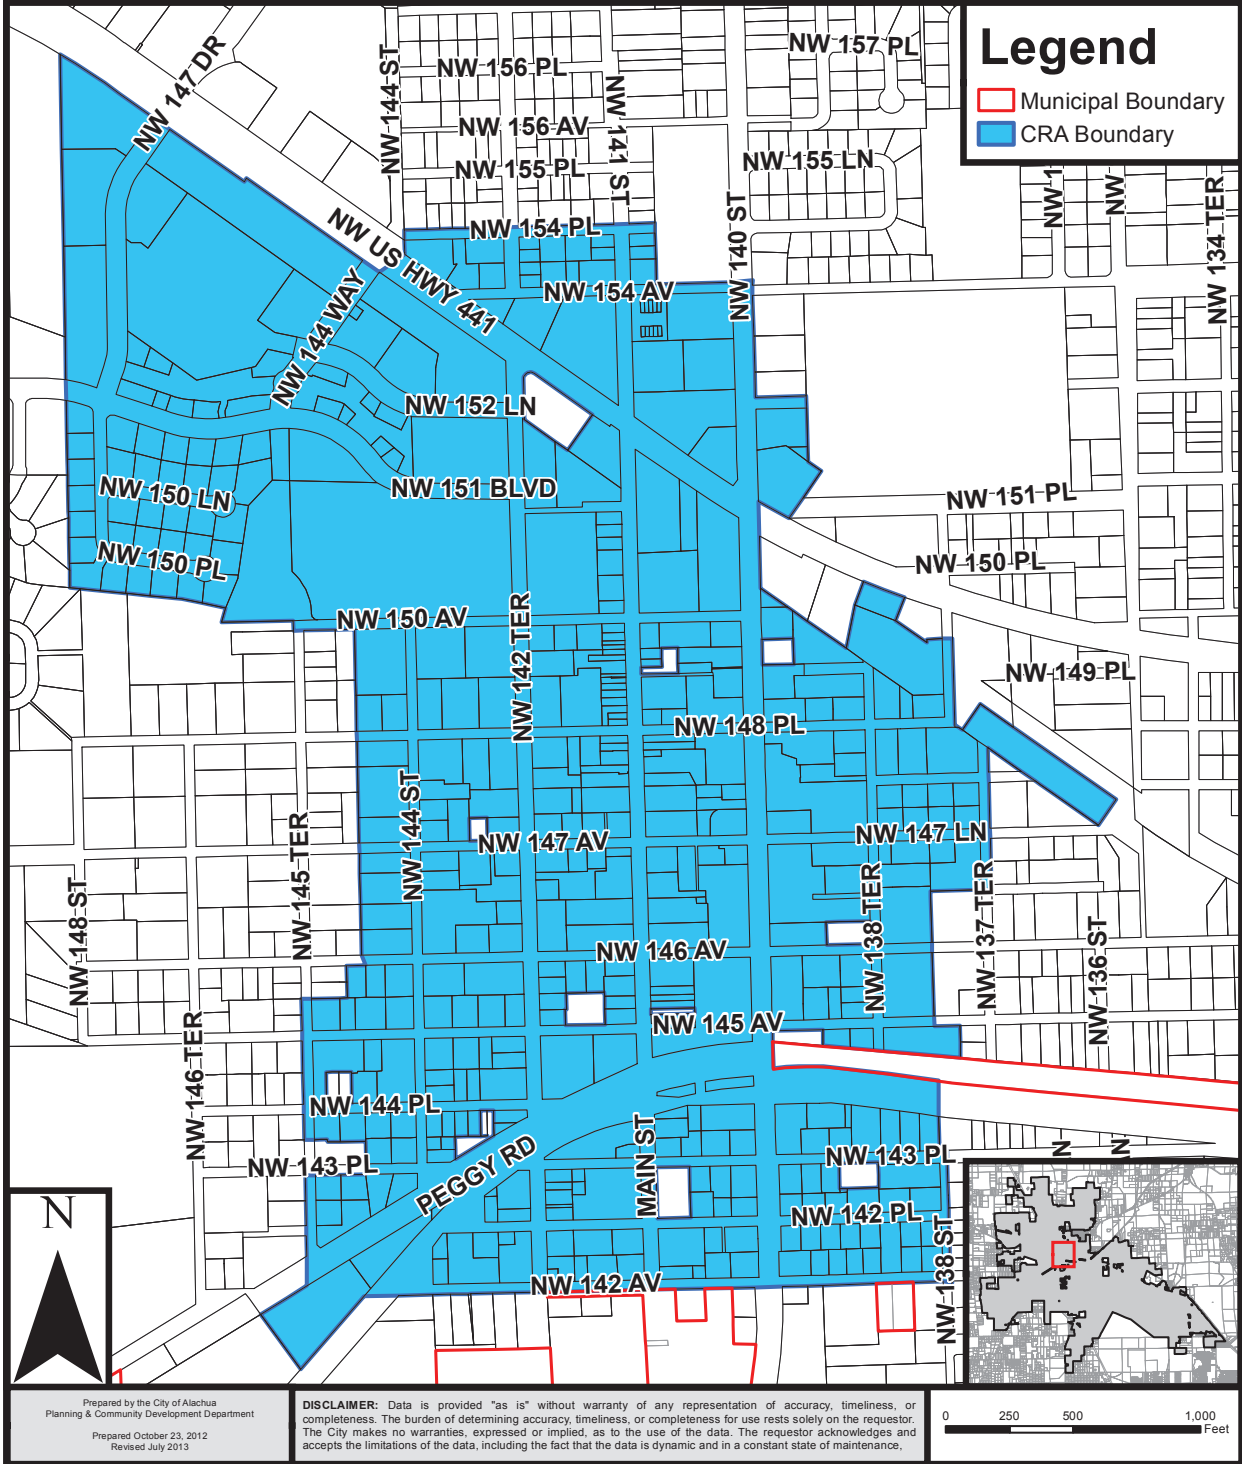 Legend
Municipal Boundary
CRA Boundary
NW 147 DR
NW 144 ST
NW 156 PL
NW 157 PL
NW 141 ST
NW 156 AV
NW 155 PL
NW 155 LN
NW 140 ST
NW 1
NW
NW 134 TER
NW 154 PL
NW US HWY 441
NW 154 AV
NW 144 WAY
NW 152 LN
NW 151 BLVD
NW 150 LN
NW 151 PL
NW 150 PL
NW 150 PL
NW 150 AV
NW 142 TER
NW 149 PL
NW 148 PL
NW 144 ST
NW 147 AV
NW 147 LN
NW 145 TER
NW 148 ST
NW 138 TER
NW 137 TER
NW 136 ST
NW 146 AV
NW 145 AV
NW 146 TER
NW 144 PL
NW 143 PL
PEGGY RD
MAIN ST
NW 143 PL
N
N
NW 142 PL
NW 138 ST
NW 142 AV
N
Prepared by the City of Alachua
Planning & Community Development Department
Prepared October 23, 2012
Revised July 2013
DISCLAIMER: Data is provided "as is" without warranty of any representation of accuracy, timeliness, or
completeness. The burden of determining accuracy, timeliness, or completeness for use rests solely on the requestor.
The City makes no warranties, expressed or implied, as to the use of the data. The requestor acknowledges and
accepts the limitations of the data, including the fact that the data is dynamic and in a constant state of maintenance,
0 250 500 1,000
Feet